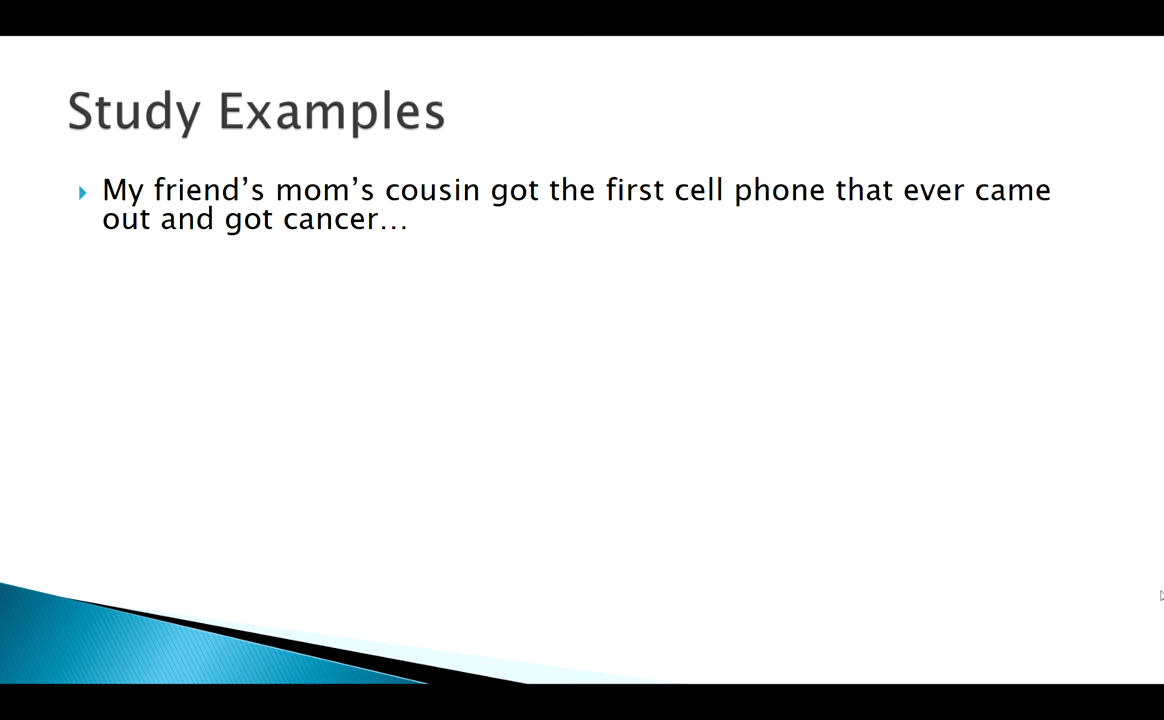 Study Examples
My friend’s mom’s cousin got the first cell phone that ever came
out and got cancer…